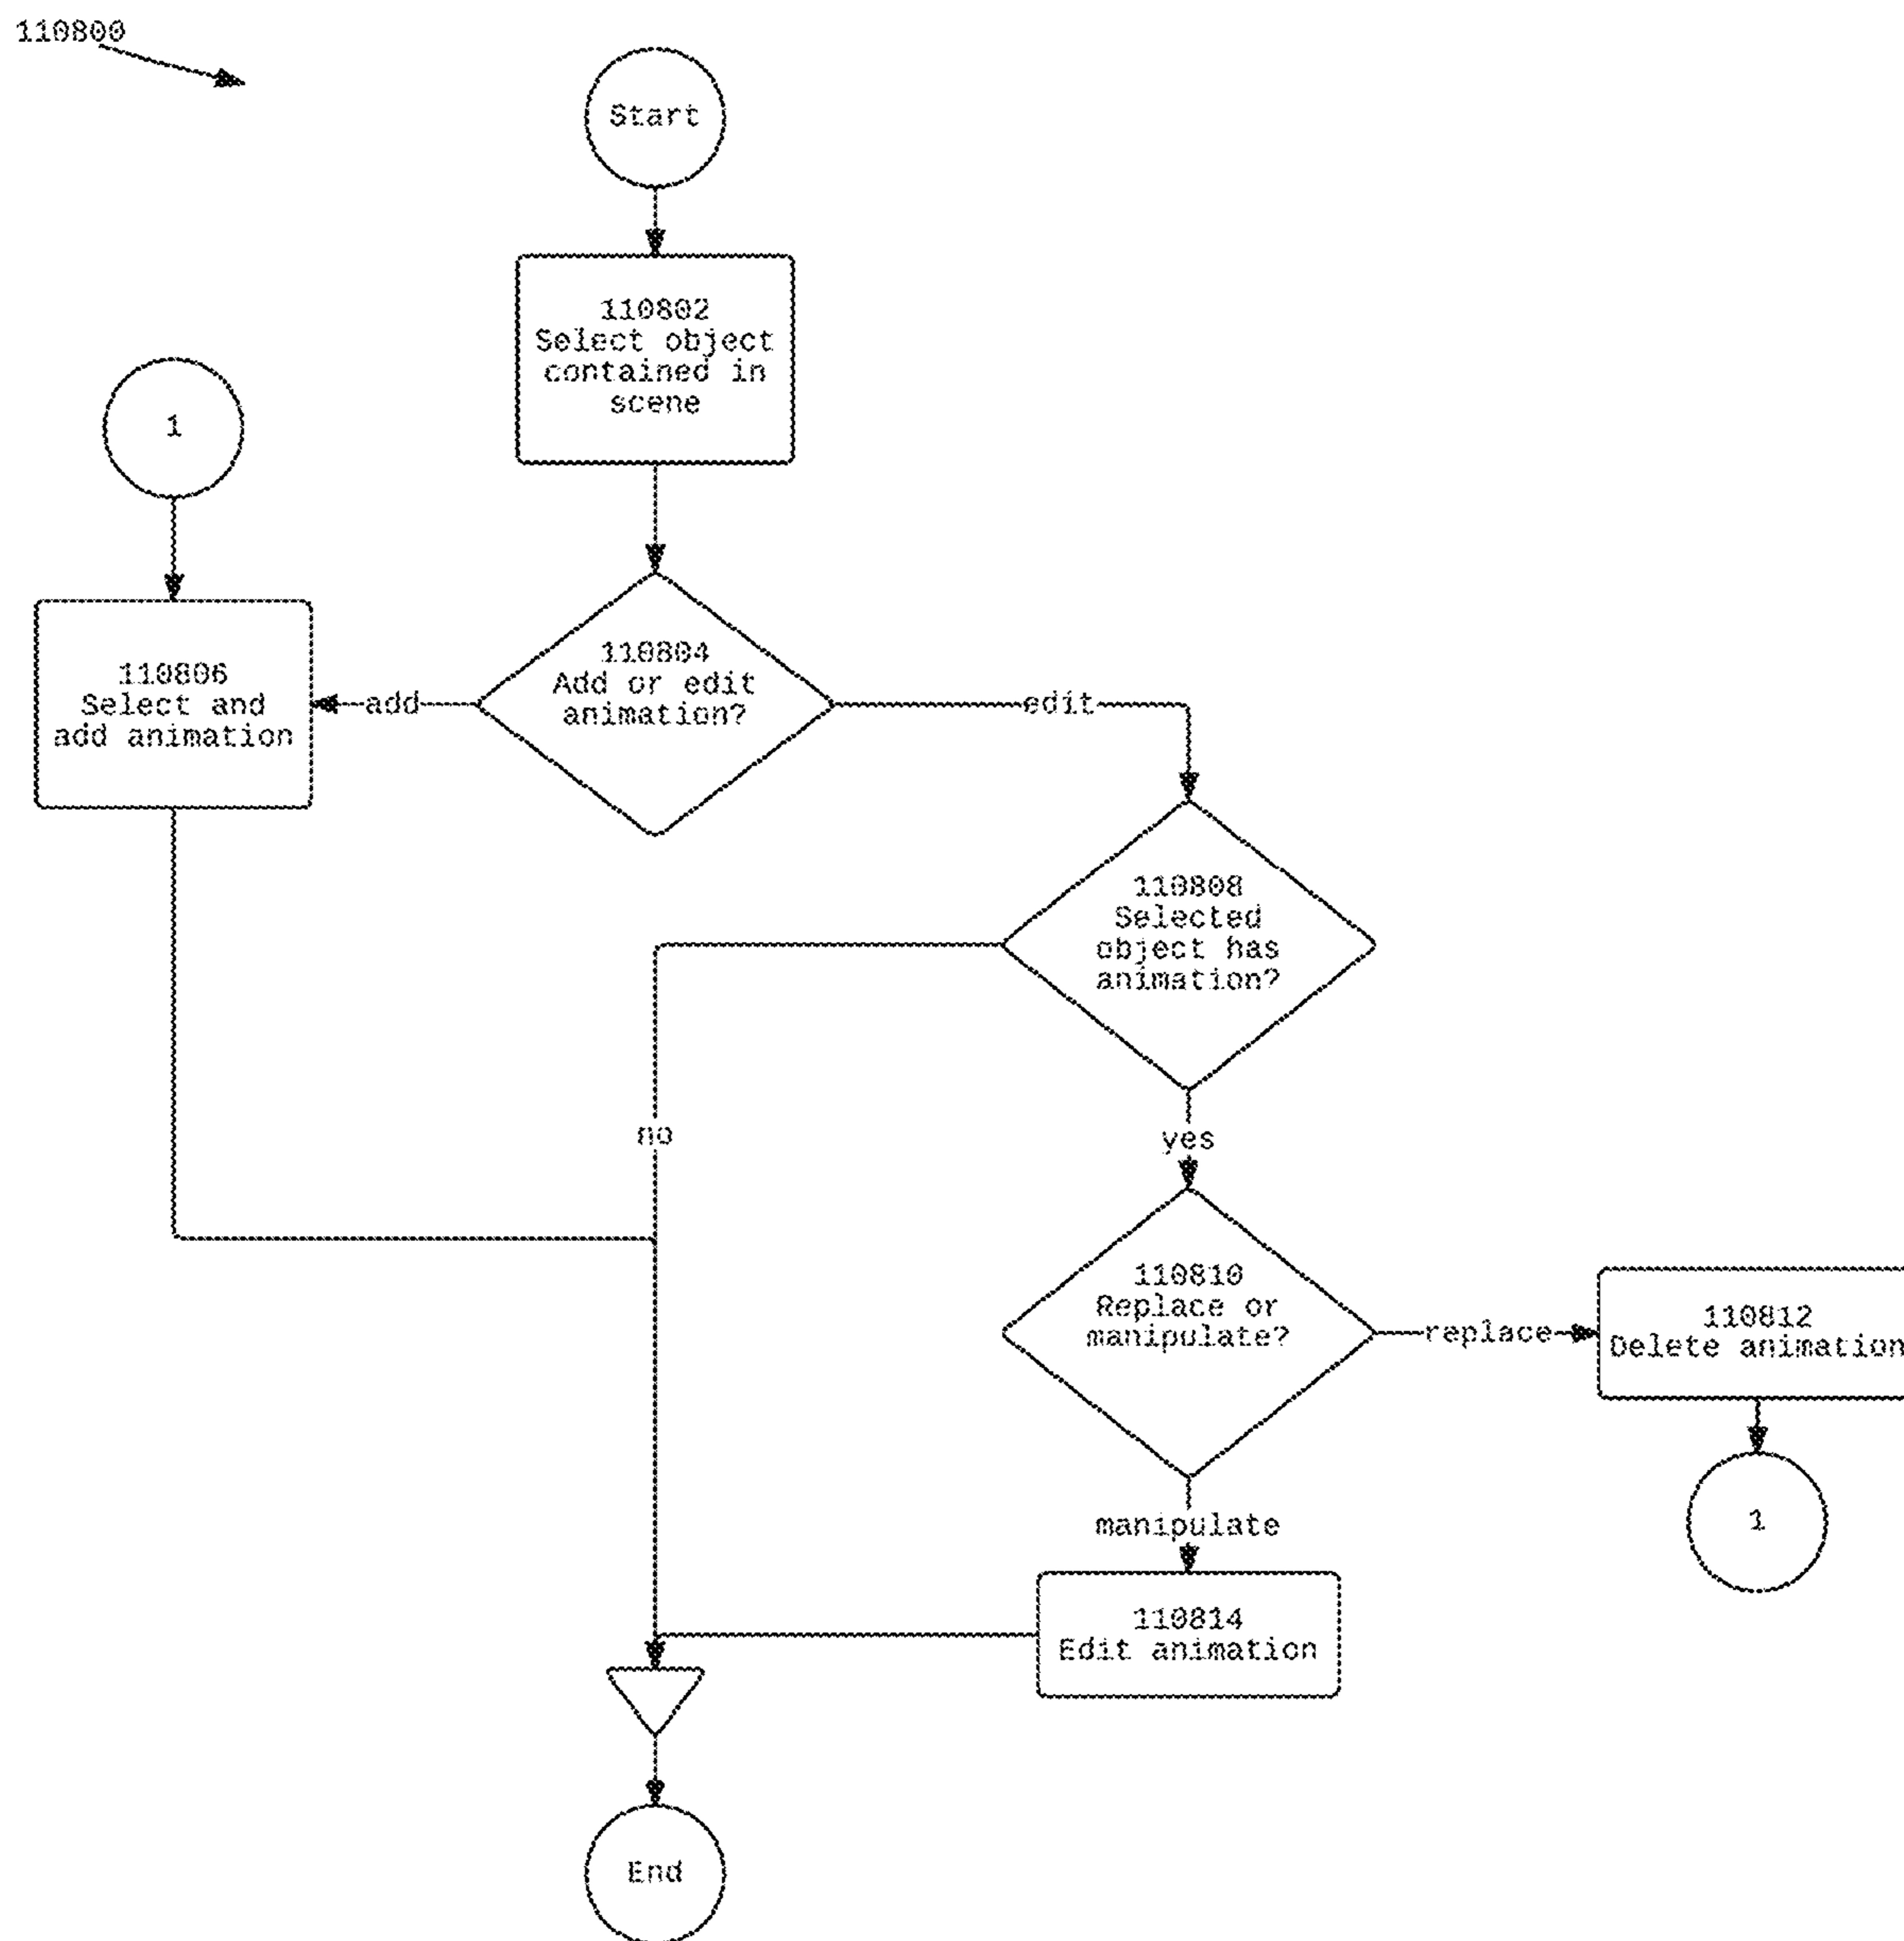 110800
Start
110802
Select object
contained in
scene
1
110804
Add or edit
animation?
add
edit
110806
Select and
add animation
110808
Selected
object has
animation?
no
yes
110810
Replace or
manipulate?
replace
110812
Delete animation
1
manipulate
110814
Edit animation
End